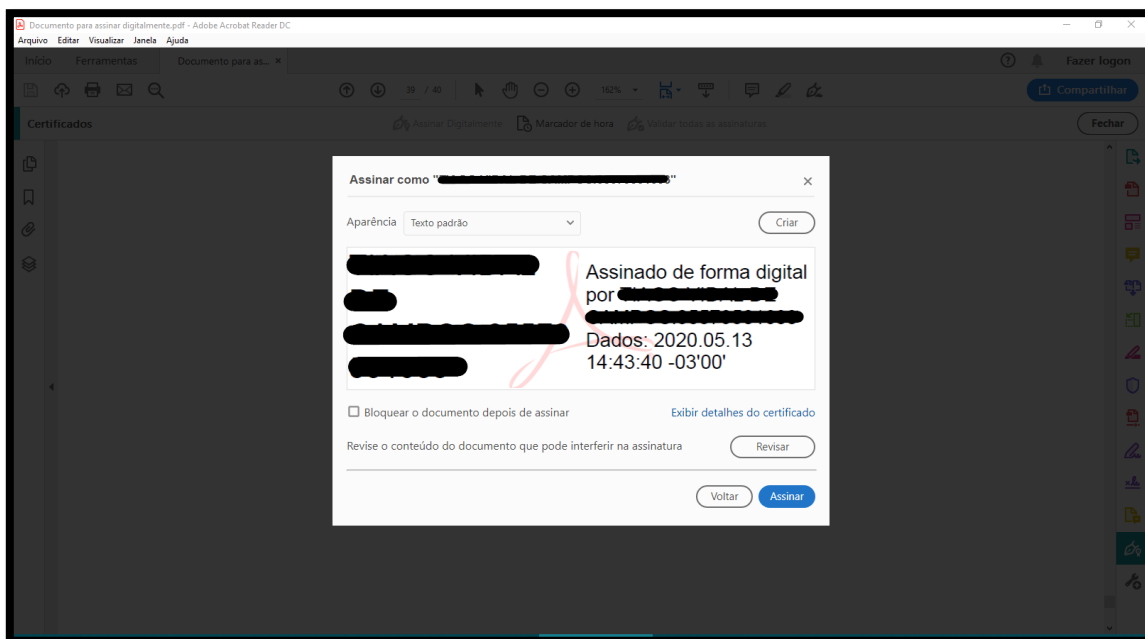 Documento para assinar digitalmente.pdf - Adobe Acrobat Reader DC
Arquivo Editar Visualizar Janela Ajuda
Início Ferramentas Documento para as... ×
Fazer logon
39 / 40 162%
Compartilhar
Certificados Assinar Digitalmente Marcador de hora Validar todas as assinaturas Fechar
Assinar como "
"
Aparência Texto padrão Criar
Assinado de forma digital
por
Dados: 2020.05.13
14:43:40 -03'00'
Bloquear o documento depois de assinar Exibir detalhes do certificado
Revise o conteúdo do documento que pode interferir na assinatura Revisar
Voltar Assinar